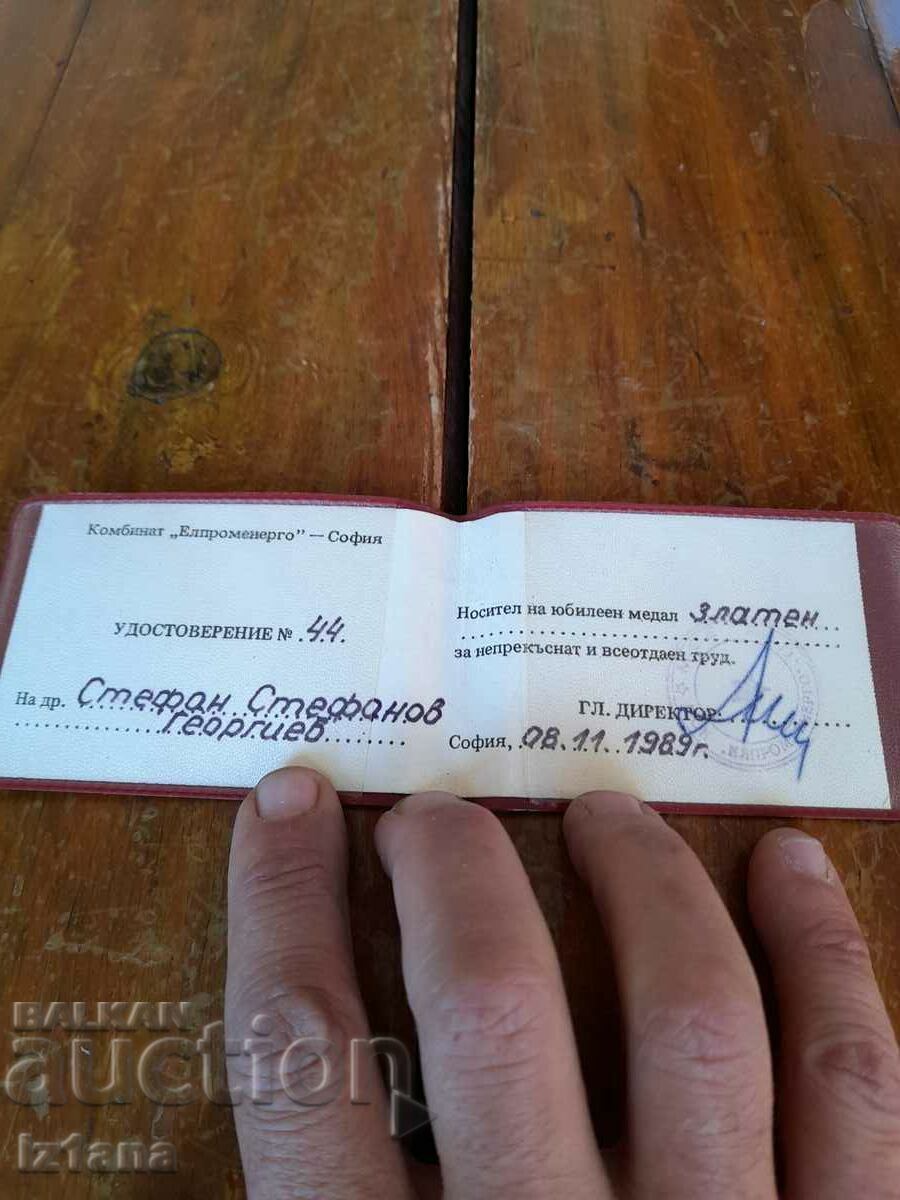 Комбинат „Елпроменерго" — София
УДОСТОВЕРЕНИЕ № 44.
На др. Стефан Стефанов
Георгиев
Носител на юбилеен медал златен
за непрекъснат и всеотдаен труд.
ГЛ. ДИРЕКТОР
София, 08.11.1989г.
BALKAN
auction
iz1ana